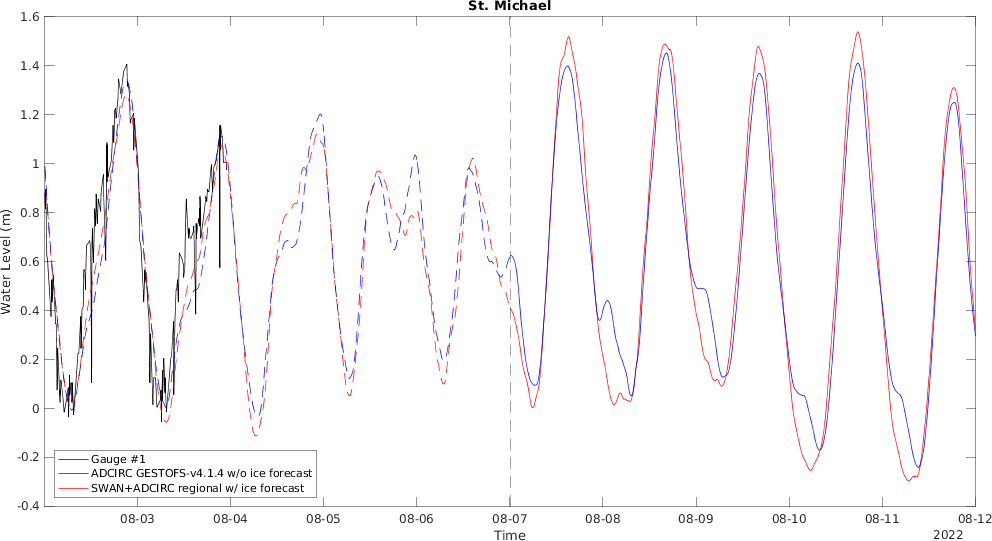 St. Michael
Water Level (m)
1.6
1.4
1.2
1
0.8
0.6
0.4
0.2
0
-0.2
-0.4
Gauge #1
ADCIRC GESTOFS-v4.1.4 w/o ice forecast
SWAN+ADCIRC regional w/ ice forecast
08-03 08-04 08-05 08-06 08-07 08-08 08-09 08-10 08-11 08-12
Time
2022